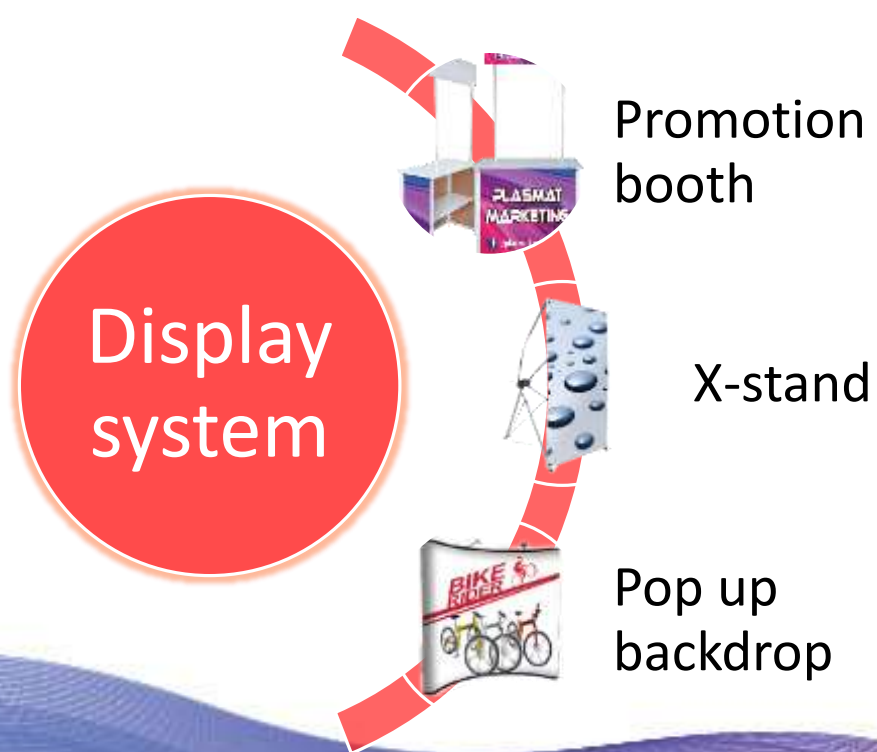 Display
system
PLASMAT
MARKETING
Promotion
booth
X-stand
BIKE
RIDER
Pop up
backdrop